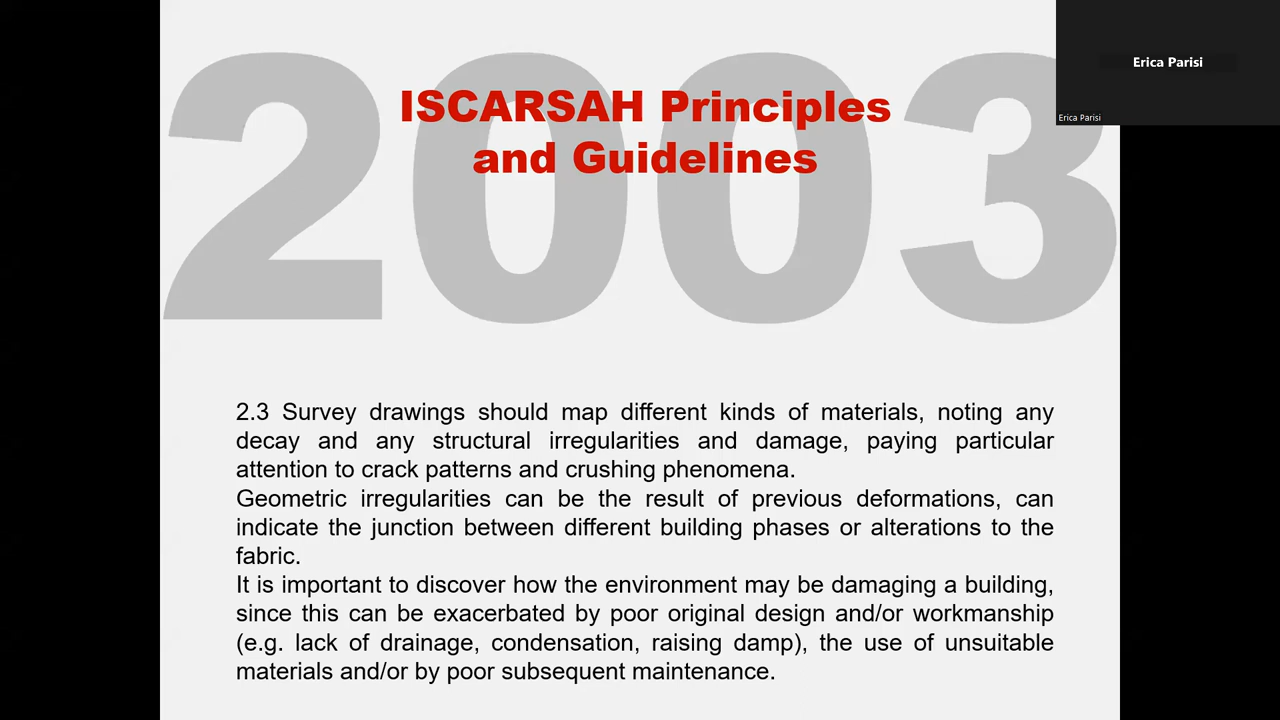 2003
ISCARSAH Principles
and Guidelines
Erica Parisi
Erica Parisi
2.3 Survey drawings should map different kinds of materials, noting any
decay and any structural irregularities and damage, paying particular
attention to crack patterns and crushing phenomena.
Geometric irregularities can be the result of previous deformations, can
indicate the junction between different building phases or alterations to the
fabric.
It is important to discover how the environment may be damaging a building,
since this can be exacerbated by poor original design and/or workmanship
(e.g. lack of drainage, condensation, raising damp), the use of unsuitable
materials and/or by poor subsequent maintenance.